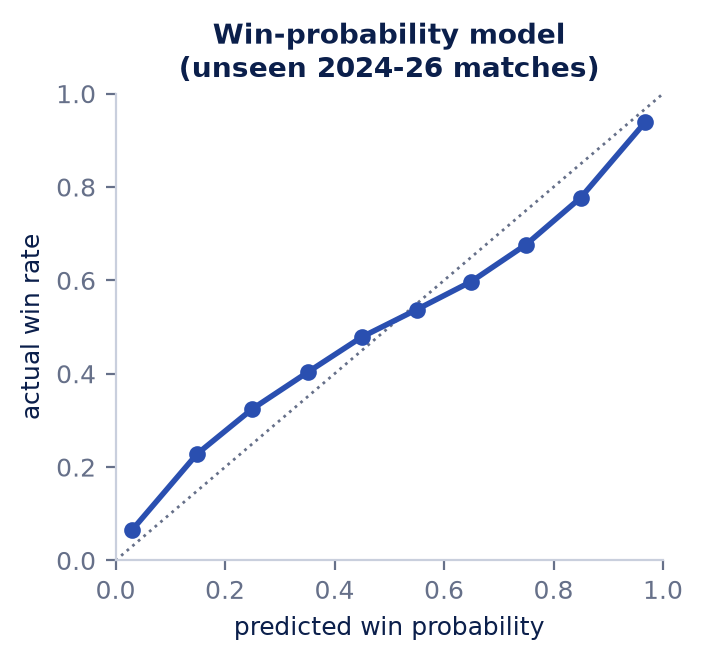 Win-probability model
(unseen 2024-26 matches)
1.0
0.8
0.6
0.4
0.2
0.0
actual win rate
0.0 0.2 0.4 0.6 0.8 1.0
predicted win probability